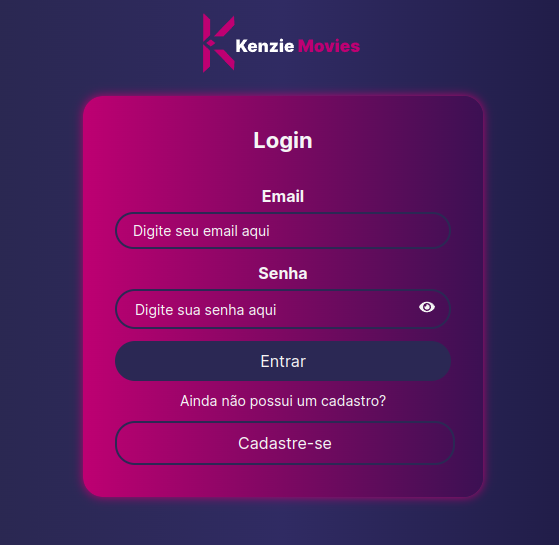 Kenzie Movies
Login
Email
Digite seu email aqui
Senha
Digite sua senha aqui
Entrar
Ainda não possui um cadastro?
Cadastre-se